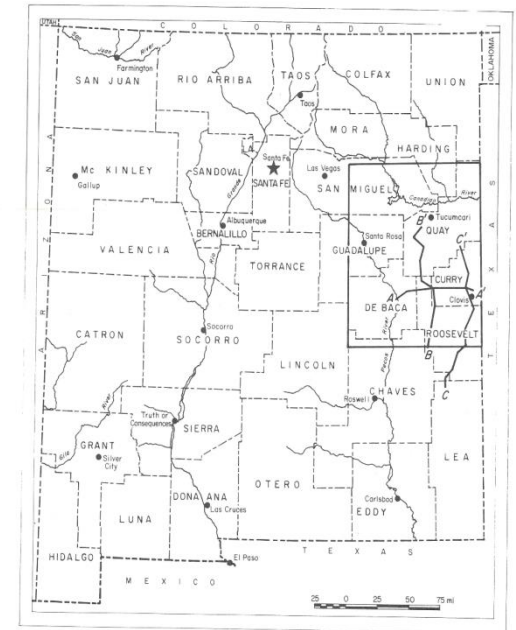 UTAH
COLORADO
OKLAHOMA
San
Juan
River
Farmington
SAN JUAN
RIO ARRIBA
TAOS
COLFAX
UNION
Taos
MORA
HARDING
ARIZONA
Mc KINLEY
Gallup
SANDOVAL
Santa Fe
SANTA FE
Las Vegas
SAN MIGUEL
Canadian River
Rio
Grande
Albuquerque
BERNALILLO
B'
Tucumcari
QUAY
Santa Rosa
GUADALUPE
C'
VALENCIA
TORRANCE
CURRY
A
A'
Clovis
DE BACA
TEXAS
Socorro
SOCORRO
CATRON
River
Pecos
ROOSEVELT
B
LINCOLN
C
CHAVES
Roswell
Gila
River
Truth or
Consequences
SIERRA
GRANT
Silver
City
LEA
OTERO
DONA ANA
Las Cruces
Carlsbad
EDDY
LUNA
HIDALGO
El Paso
TEXAS
MEXICO
25 0 25 50 75 mi